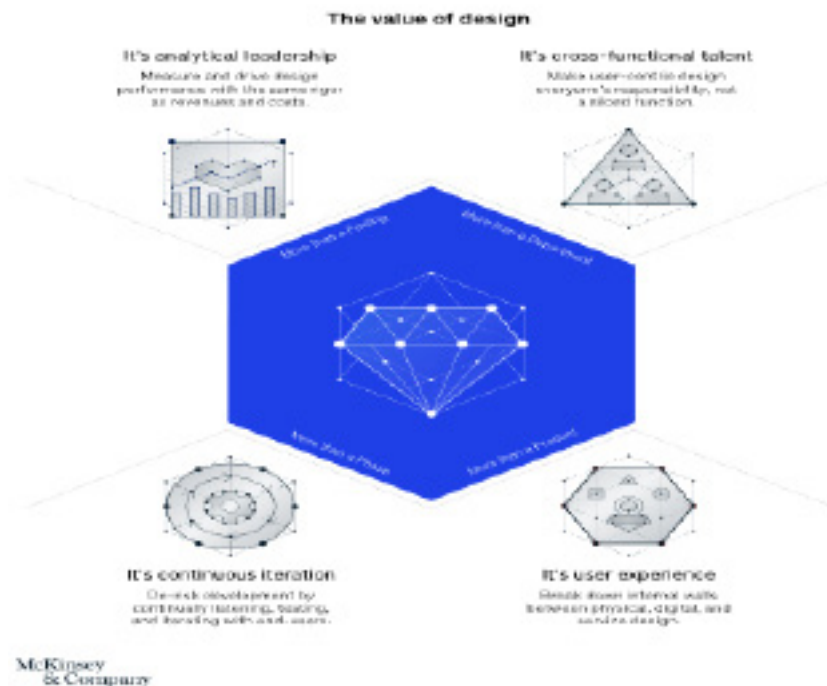 The value of design
It's analytical leadership
Measure and drive design
performance with the same rigor
as revenues and costs.
It's cross-functional talent
Make user-centric design
everyone's responsibility, not
a siloed function.
More than a Feeling
More than a Department
More than a Phase
More than a Product
It's continuous iteration
De-risk development by
continually listening, testing,
and iterating with end-users.
It's user experience
Break down internal walls
between physical, digital, and
service design.
McKinsey
& Company